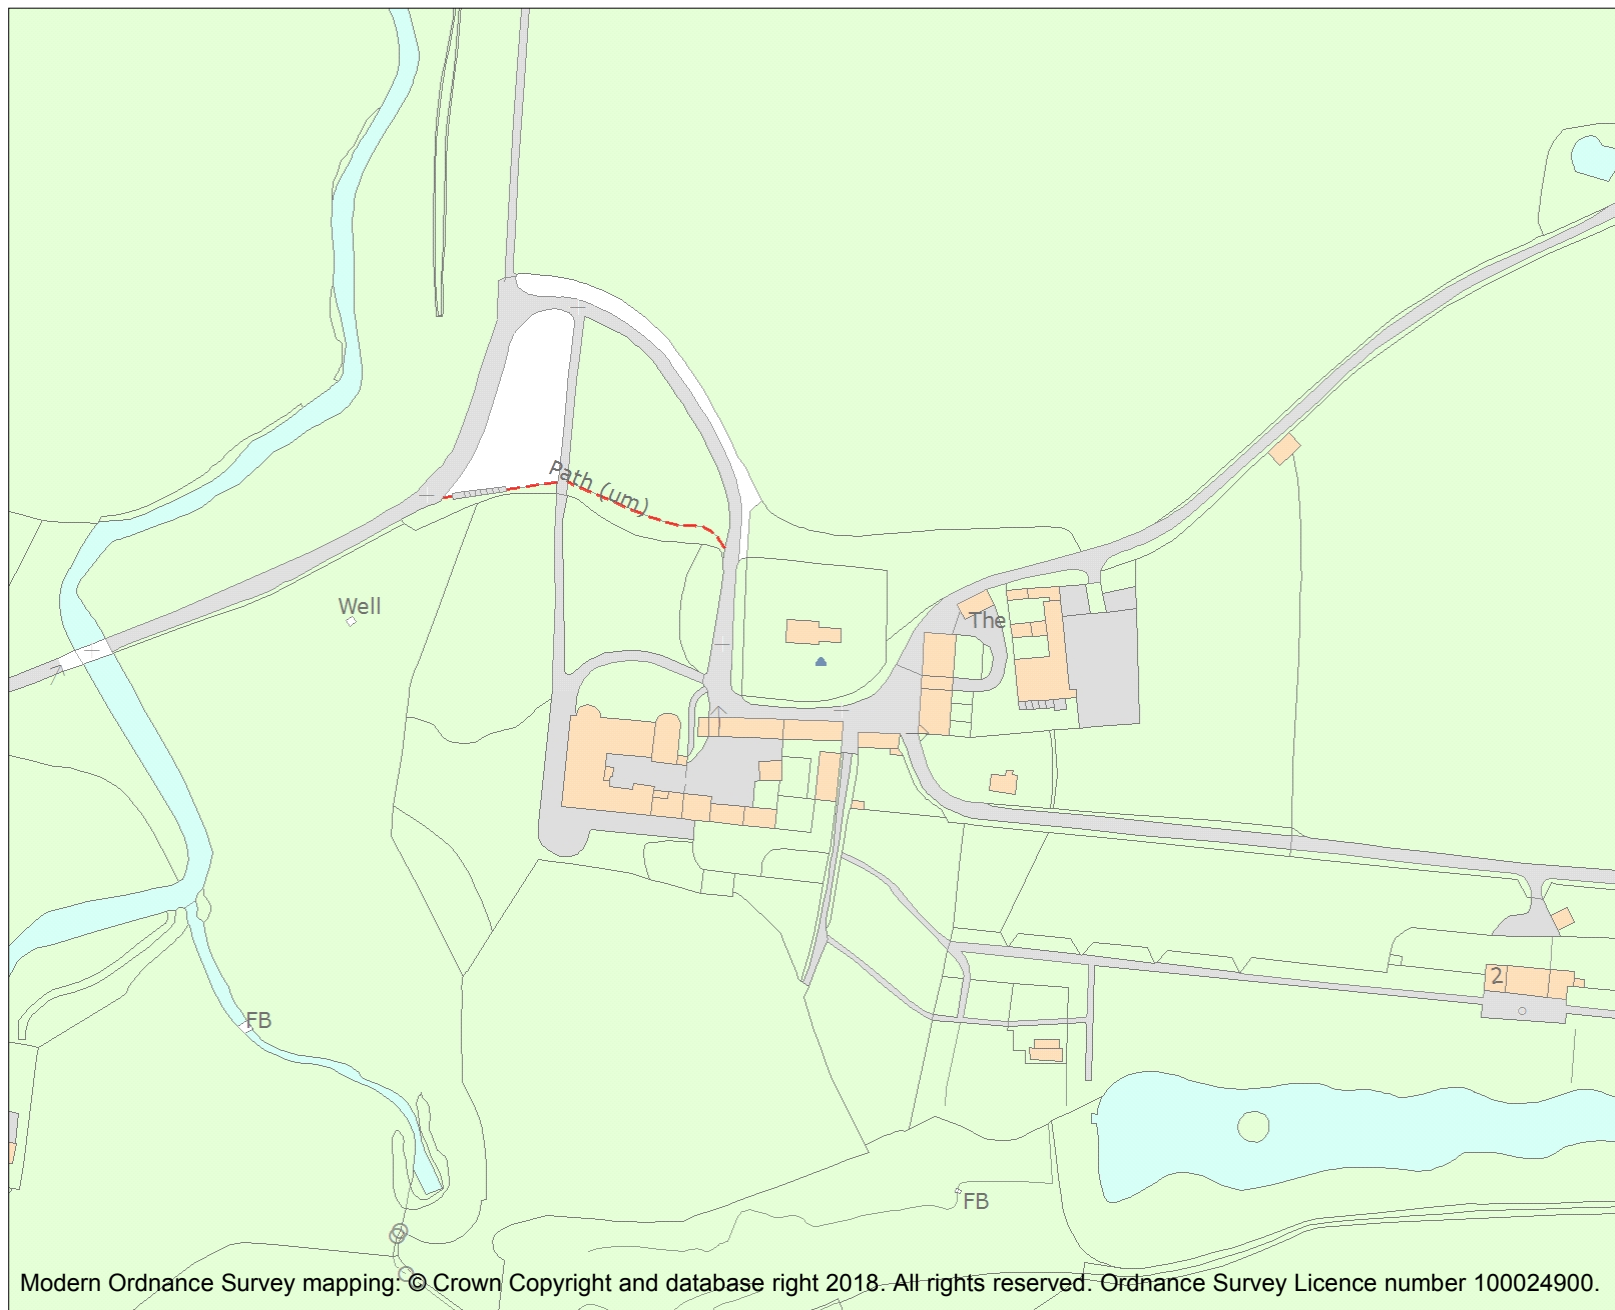 Path (um)
Well
The
2
FB
FB
Modern Ordnance Survey mapping: © Crown Copyright and database right 2018. All rights reserved. Ordnance Survey Licence number 100024900.